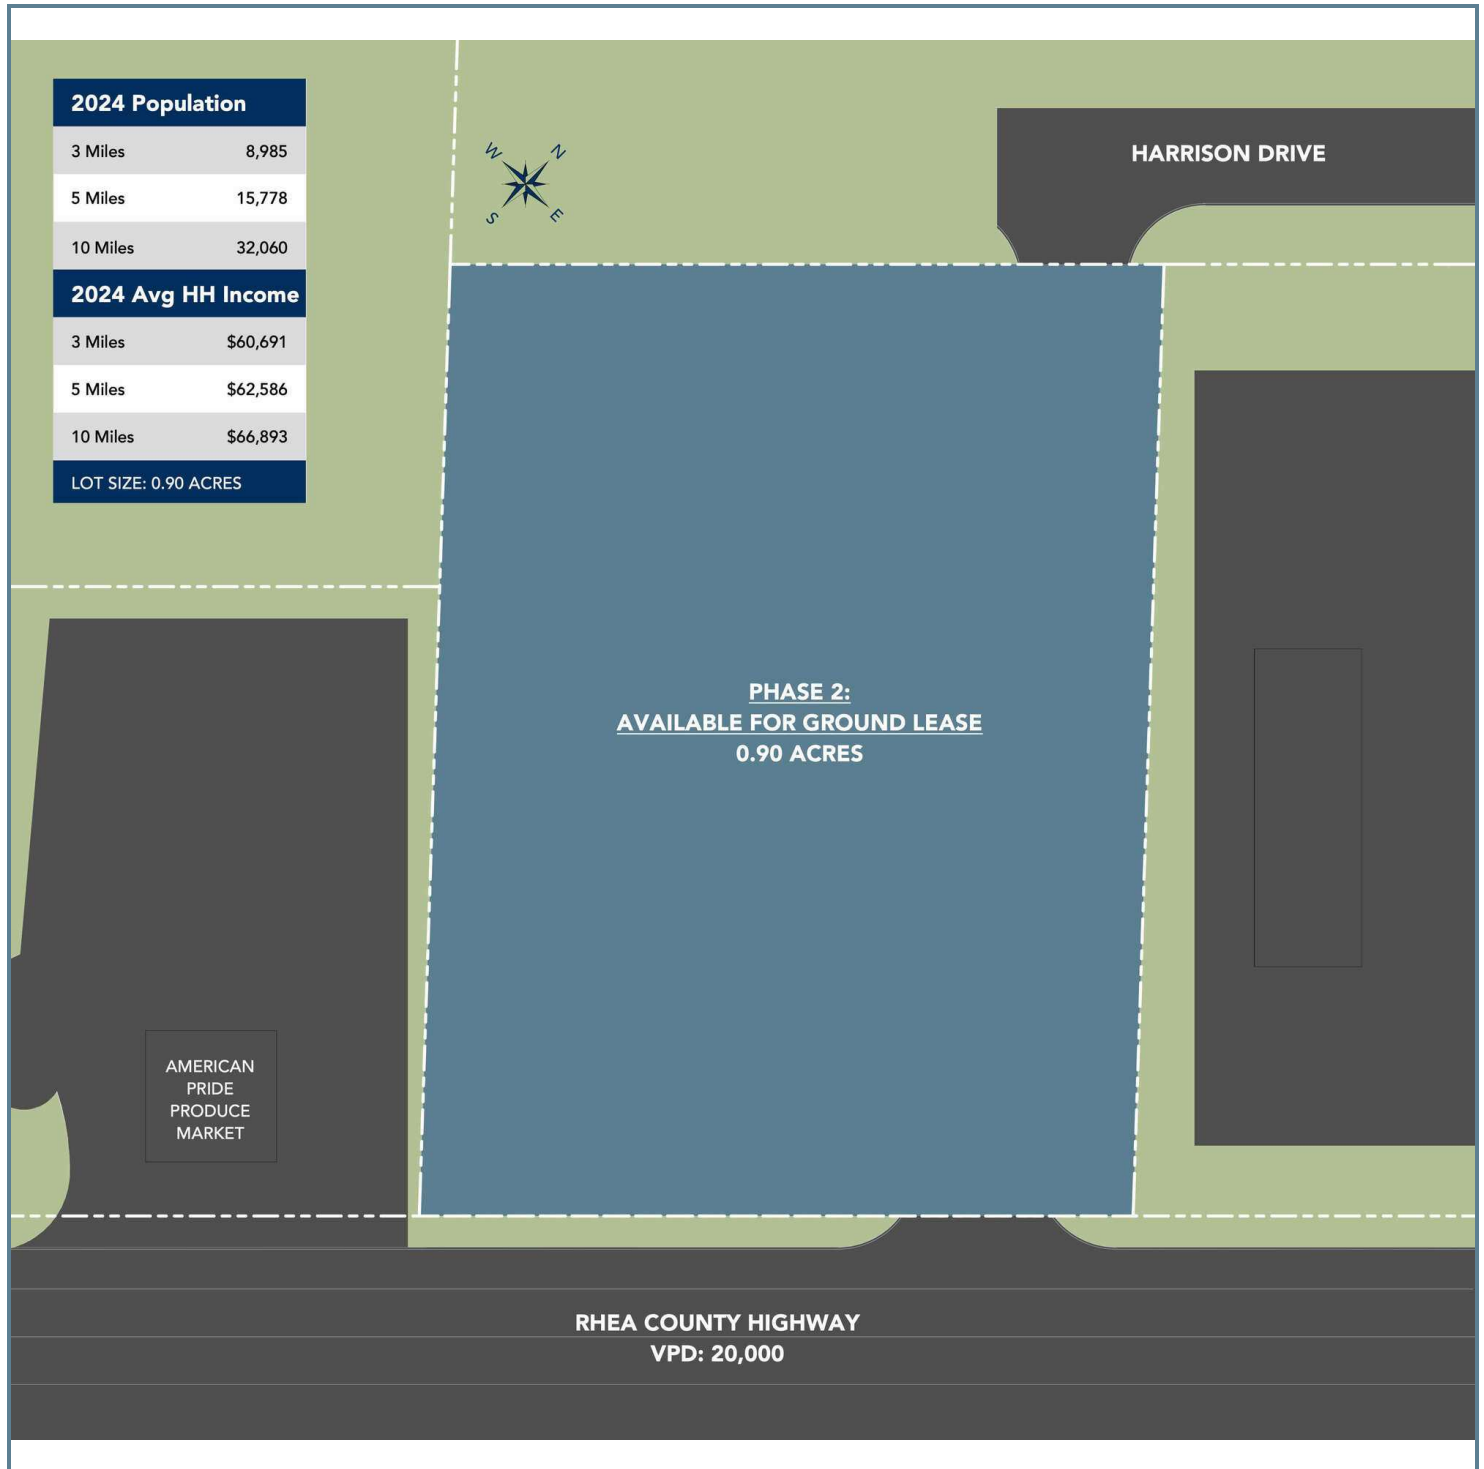 2024 Population
3 Miles 8,985
5 Miles 15,778
10 Miles 32,060
2024 Avg HH Income
3 Miles $60,691
5 Miles $62,586
10 Miles $66,893
LOT SIZE: 0.90 ACRES
W N
S E
HARRISON DRIVE
PHASE 2:
AVAILABLE FOR GROUND LEASE
0.90 ACRES
AMERICAN
PRIDE
PRODUCE
MARKET
RHEA COUNTY HIGHWAY
VPD: 20,000